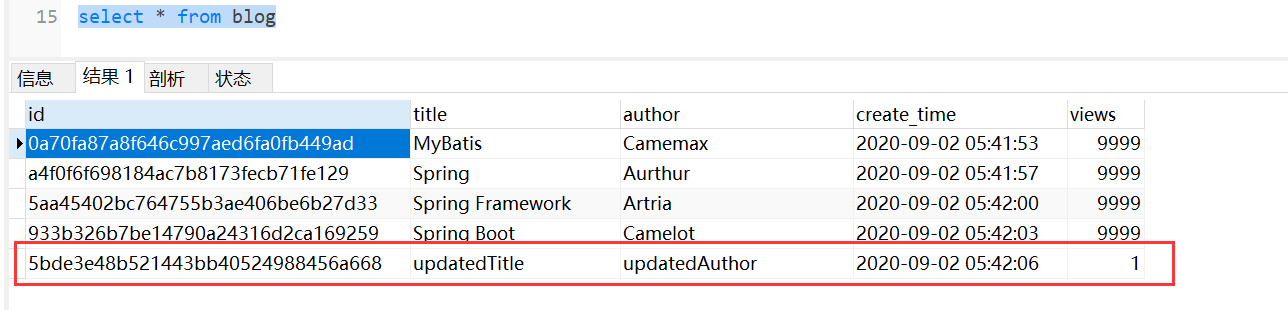 15 select * from blog
信息 结果 1 剖析 状态
id title author create_time views
0a70fa87a8f646c997aed6fa0fb449ad MyBatis Camemax 2020-09-02 05:41:53 9999
a4f0f6f698184ac7b8173fecb71fe129 Spring Aurthur 2020-09-02 05:41:57 9999
5aa45402bc764755b3ae406be6b27d33 Spring Framework Artria 2020-09-02 05:42:00 9999
933b326b7be14790a24316d2ca169259 Spring Boot Camelot 2020-09-02 05:42:03 9999
5bde3e48b521443bb40524988456a668 updatedTitle updatedAuthor 2020-09-02 05:42:06 1